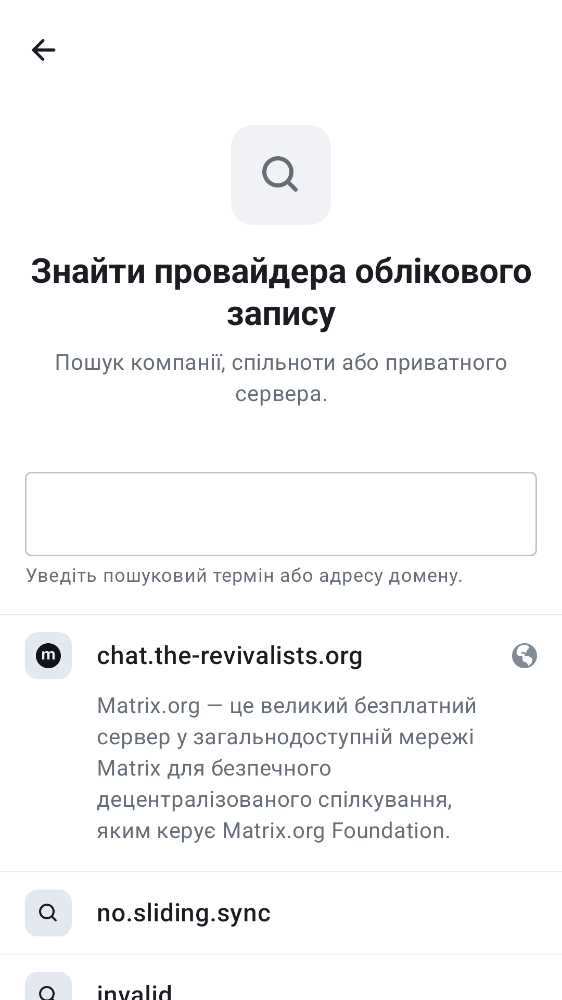 Знайти провайдера облікового
запису
Пошук компанії, спільноти або приватного
сервера.
Уведіть пошуковий термін або адресу домену.
m
chat.the-revivalists.org
Matrix.org — це великий безплатний
сервер у загальнодоступній мережі
Matrix для безпечного
децентралізованого спілкування,
яким керує Matrix.org Foundation.
no.sliding.sync
invalid